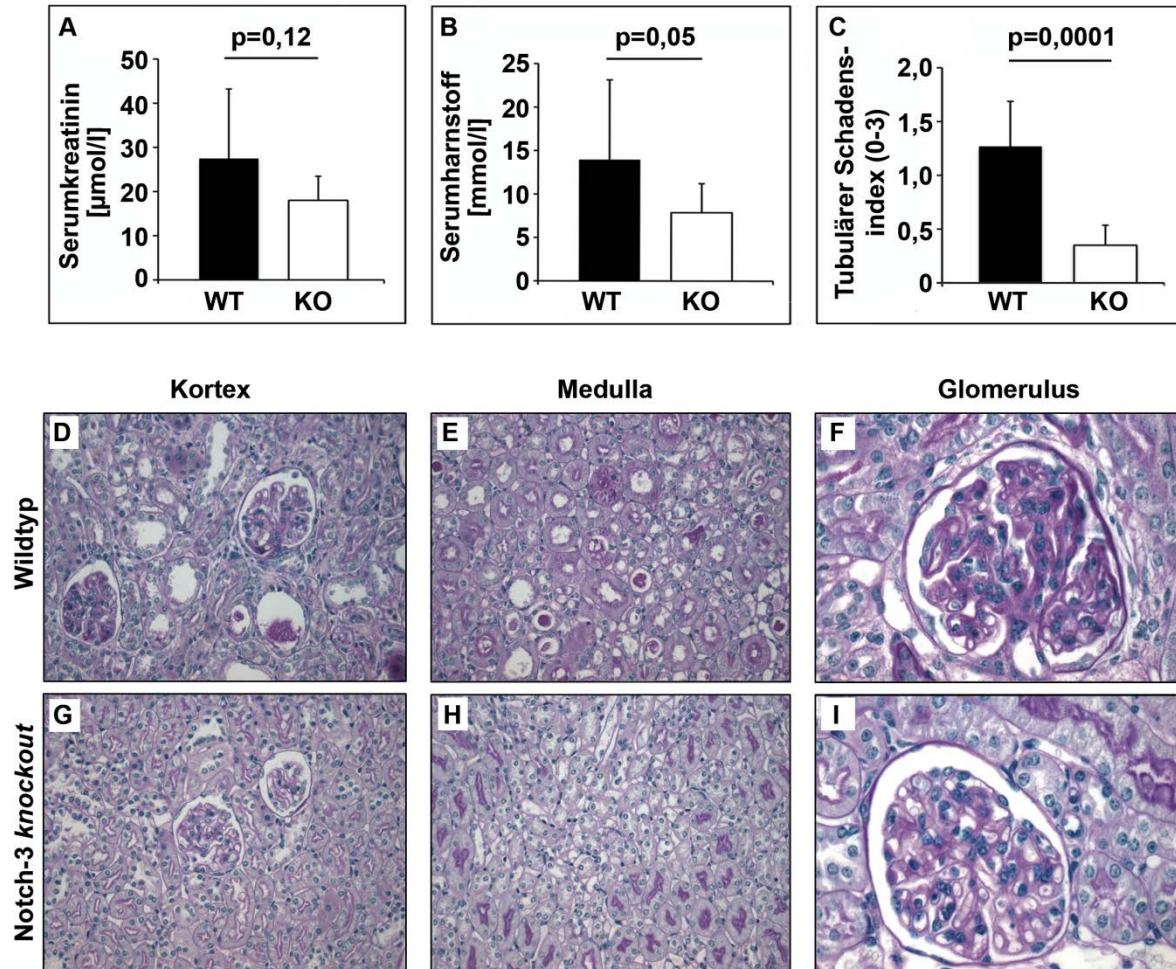 A
p=0,12
Serumkreatinin
[µmol/l]
50
40
30
20
10
0
WT KO
B
p=0,05
Serumharnstoff
[mmol/l]
25
20
15
10
5
0
WT KO
C
p=0,0001
Tubulärer Schadens-
index (0-3)
2,0
1,5
1,0
0,5
0
WT KO
Kortex Medulla Glomerulus
Wildtyp
D E F
Notch-3 knockout
G H I